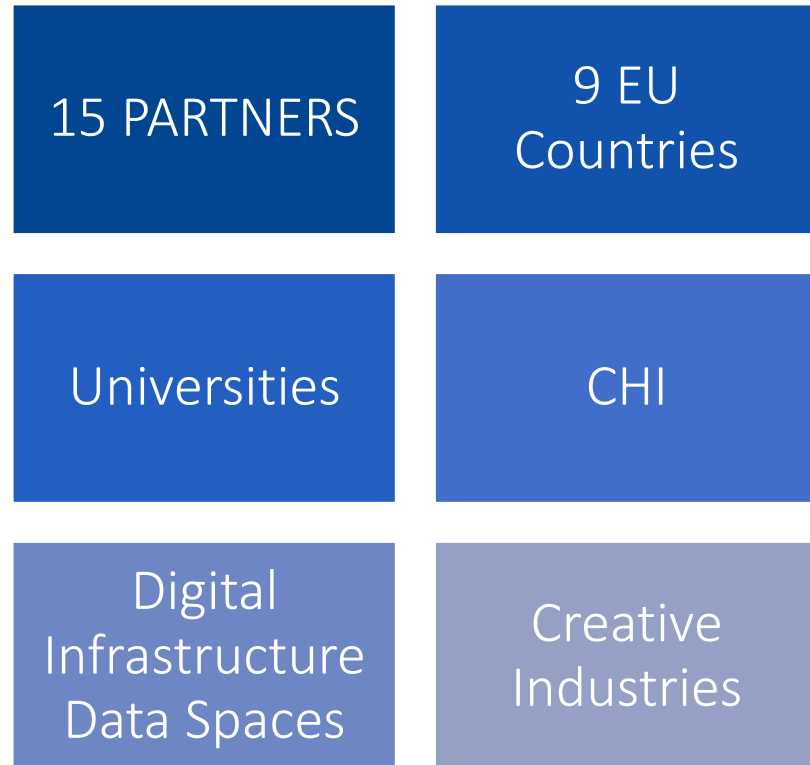 15 PARTNERS
9 EU
Countries
Universities
CHI
Digital
Infrastructure
Data Spaces
Creative
Industries